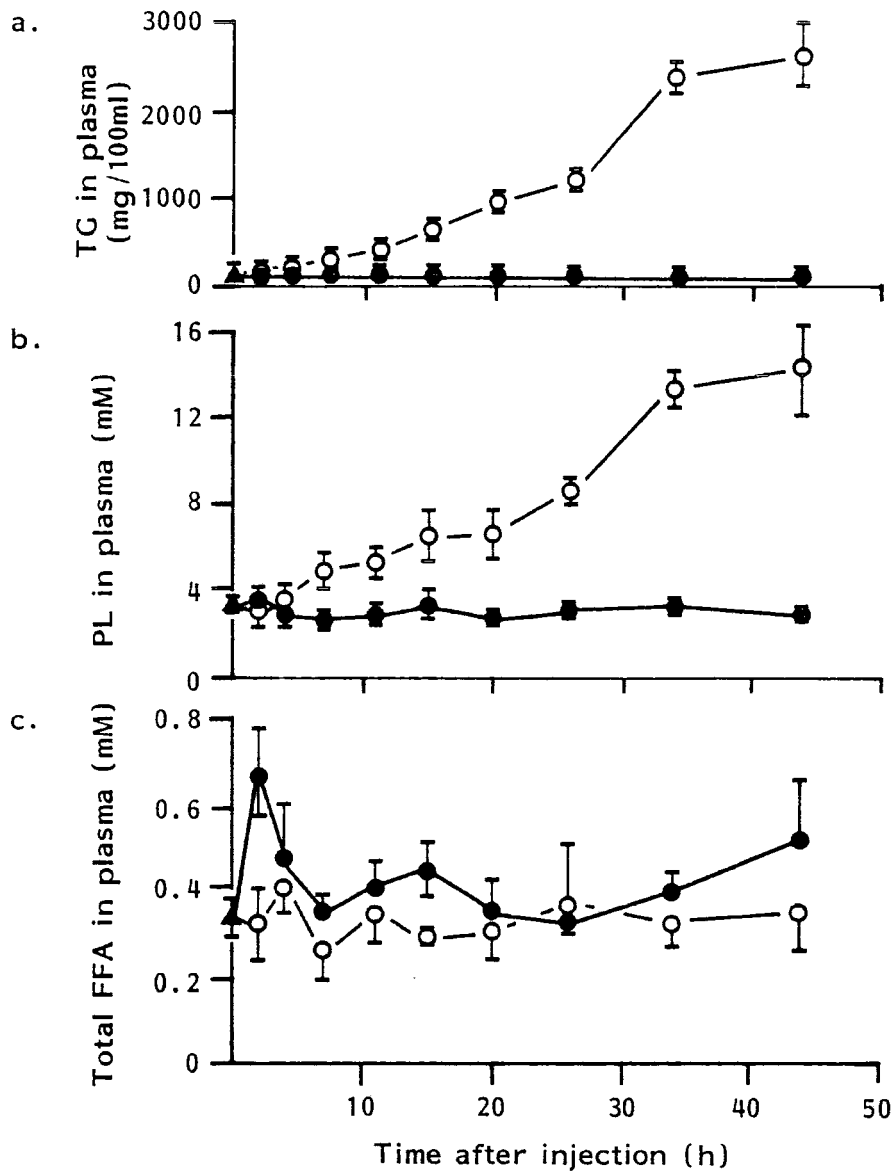 a.
TG in plasma
(mg/100ml)
3000
2000
1000
0
b.
PL in plasma (mM)
16
12
8
4
0
c.
Total FFA in plasma (mM)
0.8
0.6
0.4
0.2
0
10
20
30
40
50
Time after injection (h)